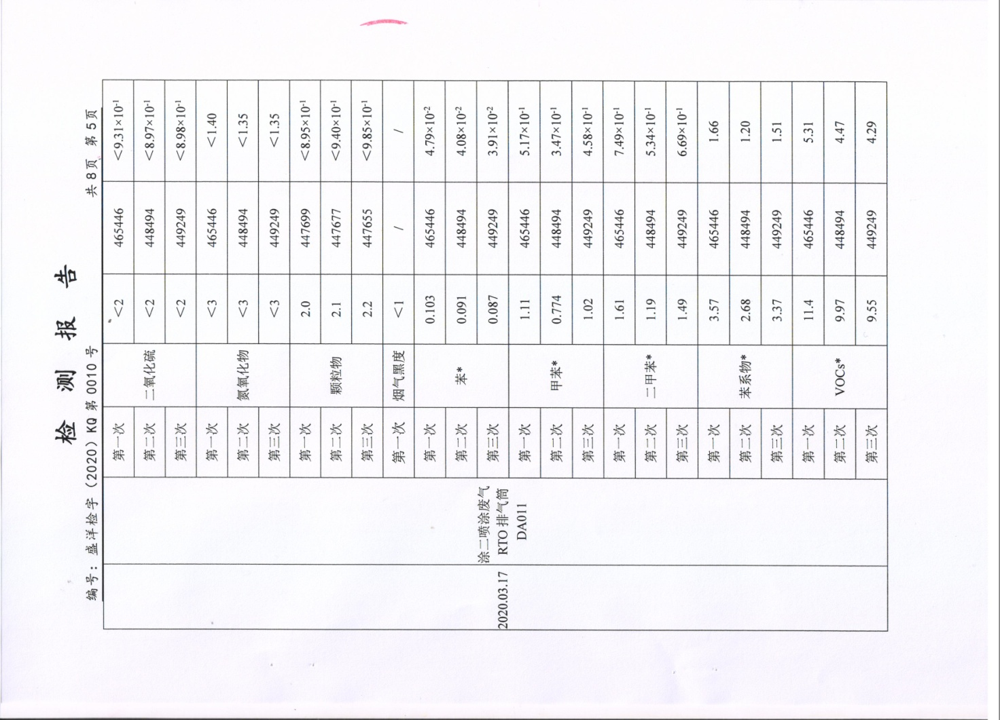 检 测 报 告
编号: 盛洋检字 (2020) KQ 第 0010 号 共 8 页 第 5 页
2020.03.17
涂二喷涂废气
RTO 排气筒
DA011
第一次 二氧化硫 <2 465446 <9.31×10⁻¹
第二次 <2 448494 <8.97×10⁻¹
第三次 <2 449249 <8.98×10⁻¹
第一次 氮氧化物 <3 465446 <1.40
第二次 <3 448494 <1.35
第三次 <3 449249 <1.35
第一次 颗粒物 2.0 447699 <8.95×10⁻¹
第二次 2.1 447677 <9.40×10⁻¹
第三次 2.2 447655 <9.85×10⁻¹
第一次 烟气黑度 <1 / /
第一次 苯* 0.103 465446 4.79×10⁻²
第二次 0.091 448494 4.08×10⁻²
第三次 0.087 449249 3.91×10⁻²
第一次 甲苯* 1.11 465446 5.17×10⁻¹
第二次 0.774 448494 3.47×10⁻¹
第三次 1.02 449249 4.58×10⁻¹
第一次 二甲苯* 1.61 465446 7.49×10⁻¹
第二次 1.19 448494 5.34×10⁻¹
第三次 1.49 449249 6.69×10⁻¹
第一次 苯系物* 3.57 465446 1.66
第二次 2.68 448494 1.20
第三次 3.37 449249 1.51
第一次 VOCs* 11.4 465446 5.31
第二次 9.97 448494 4.47
第三次 9.55 449249 4.29